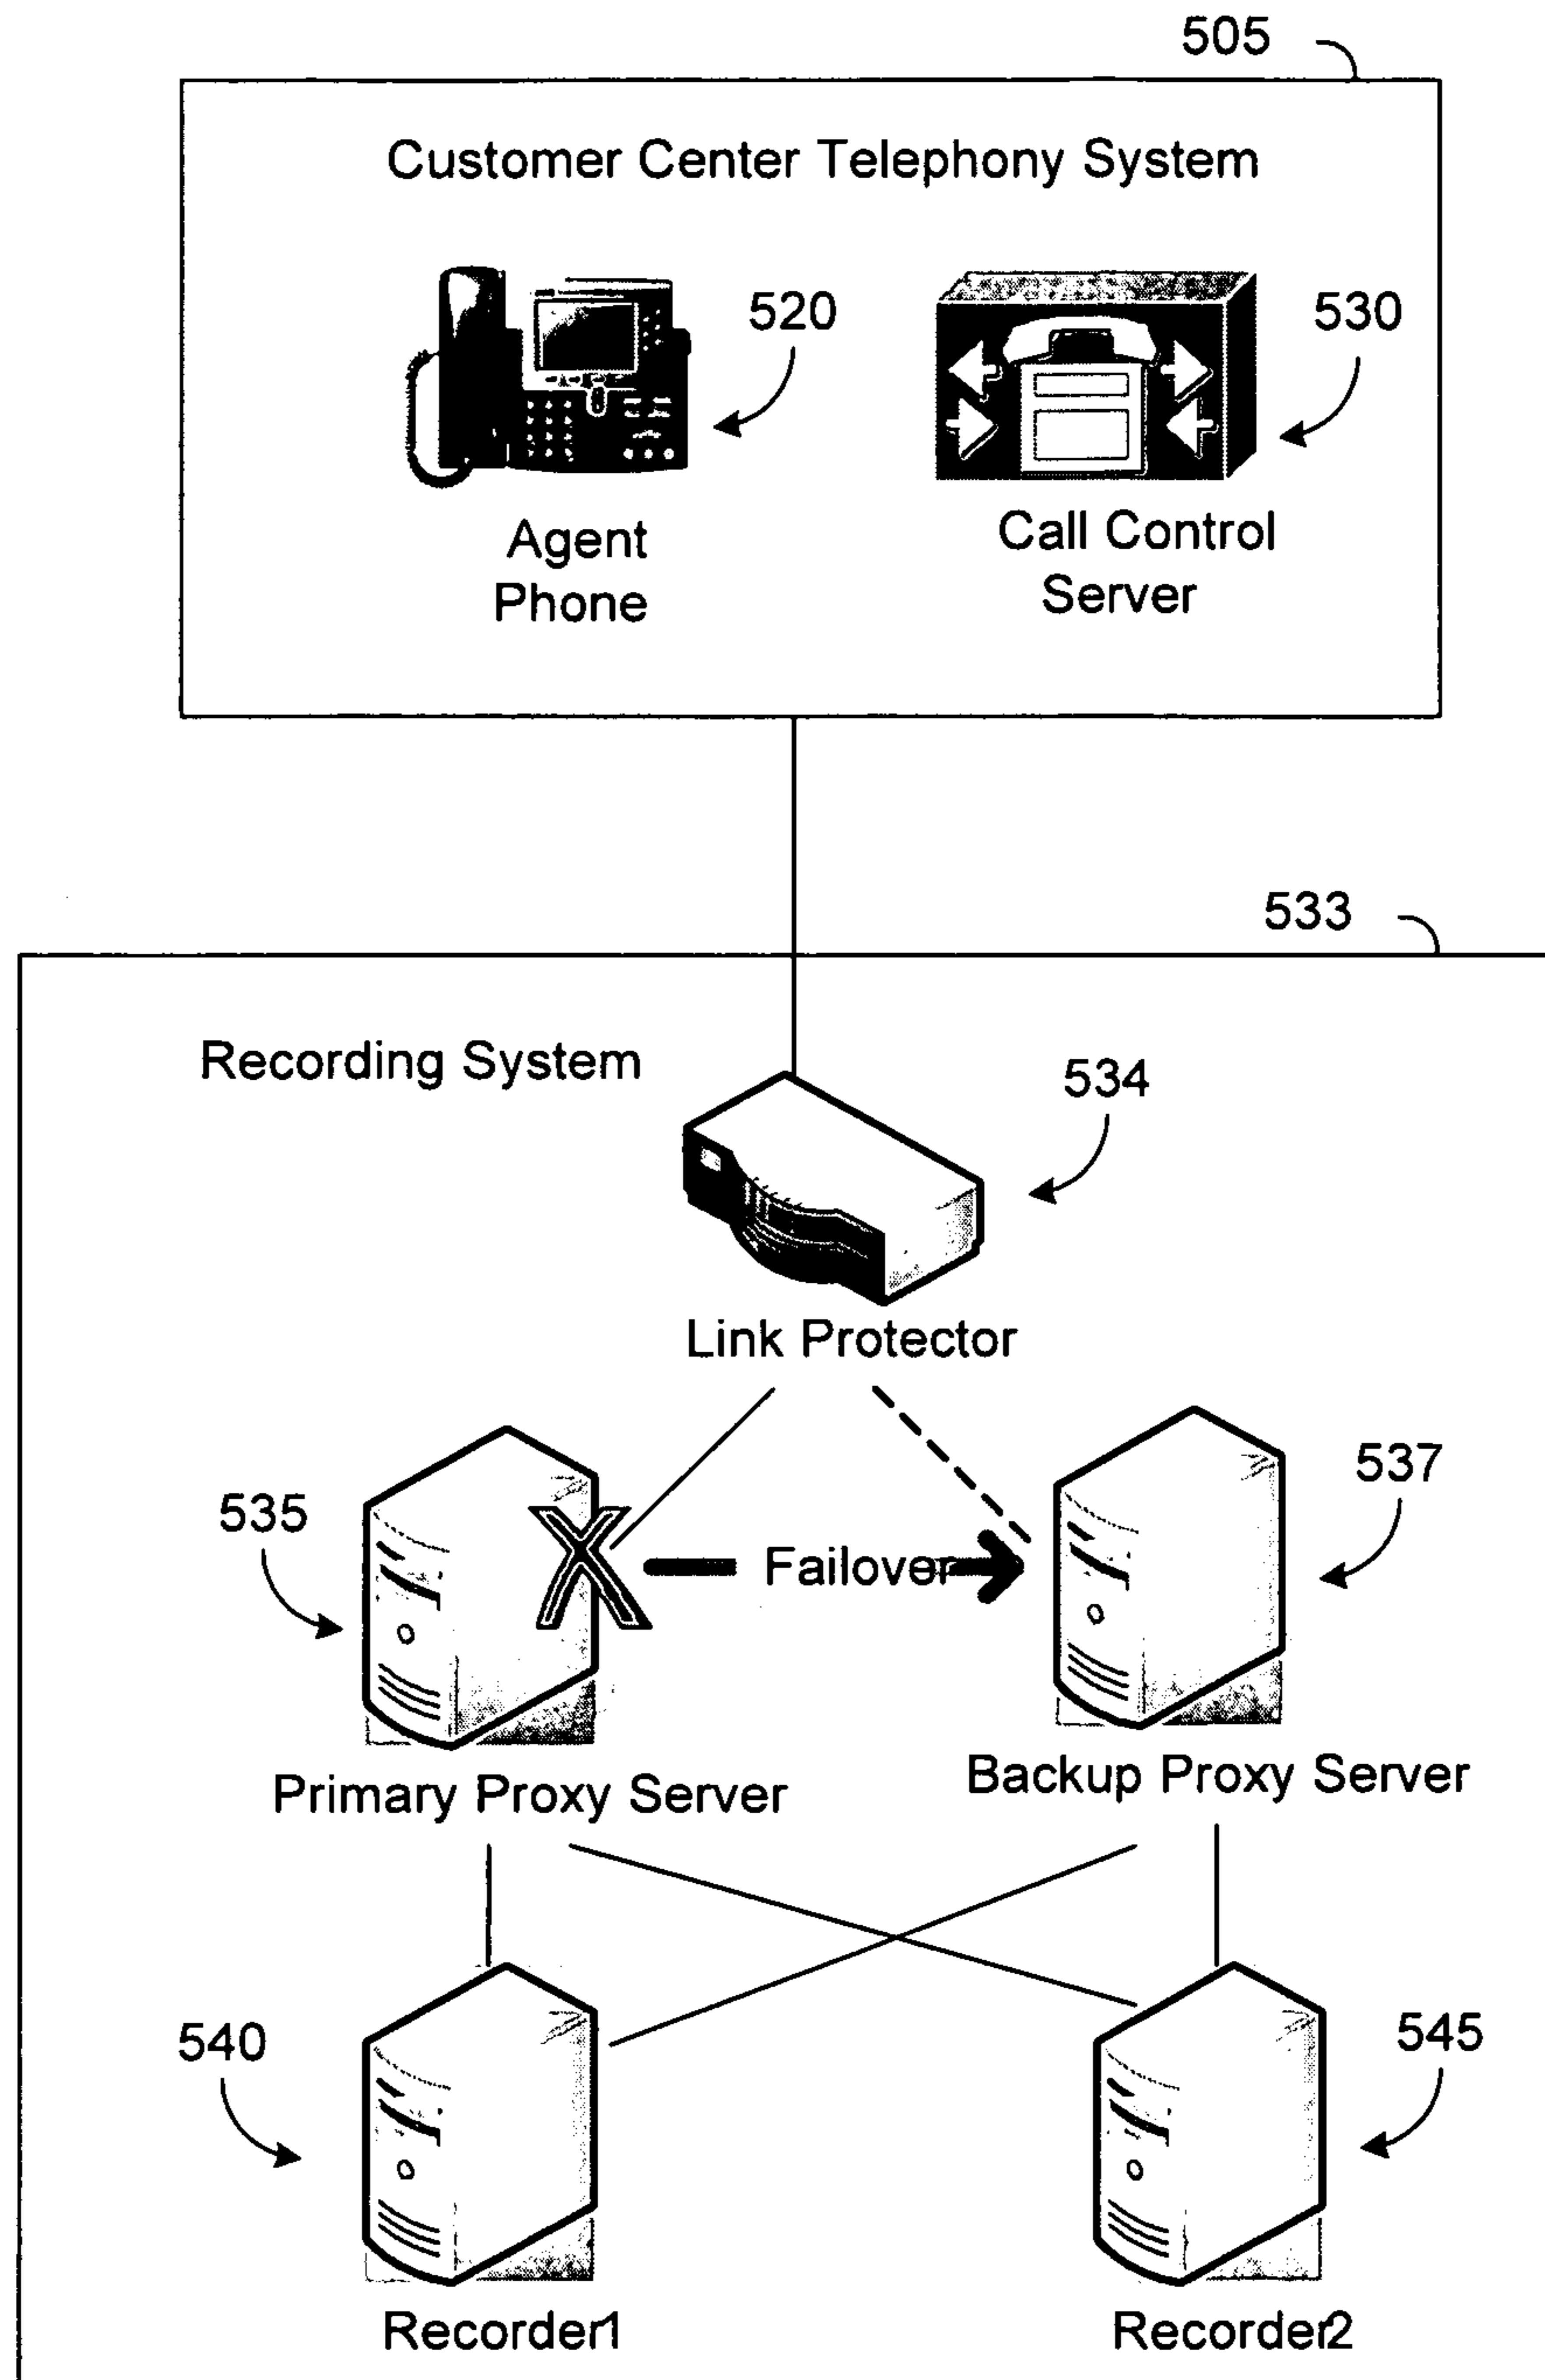 505
Customer Center Telephony System
520
530
Agent
Phone
Call Control
Server
533
Recording System
534
Link Protector
535
Failover
537
Primary Proxy Server
Backup Proxy Server
540
545
Recorder1
Recorder2